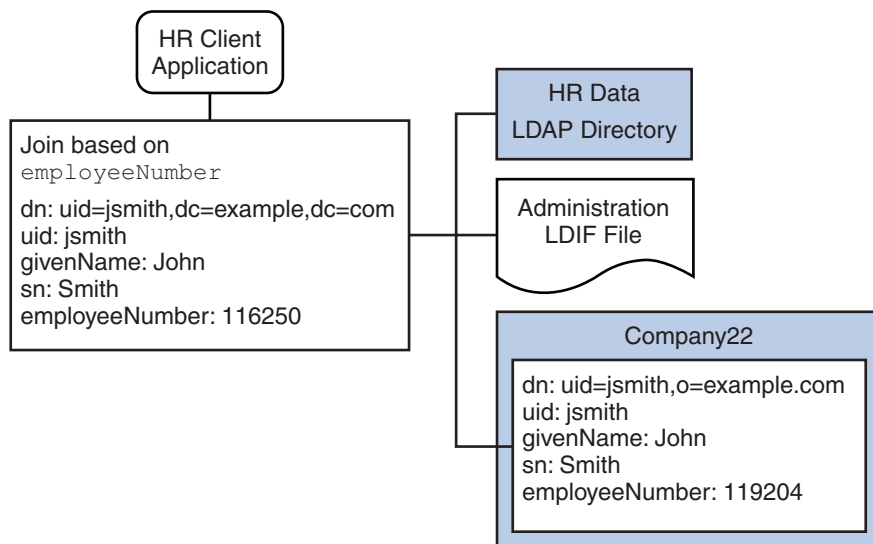 HR Client
Application
Join based on
employeeNumber
dn: uid=jsmith,dc=example,dc=com
uid: jsmith
givenName: John
sn: Smith
employeeNumber: 116250
HR Data
LDAP Directory
Administration
LDIF File
Company22
dn: uid=jsmith,o=example.com
uid: jsmith
givenName: John
sn: Smith
employeeNumber: 119204